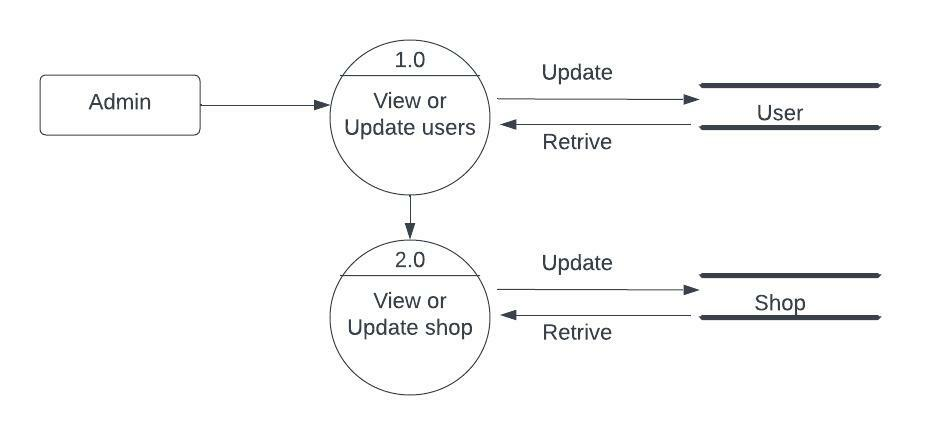 1.0
Admin
View or
Update users
Update
User
Retrive
2.0
View or
Update shop
Update
Shop
Retrive